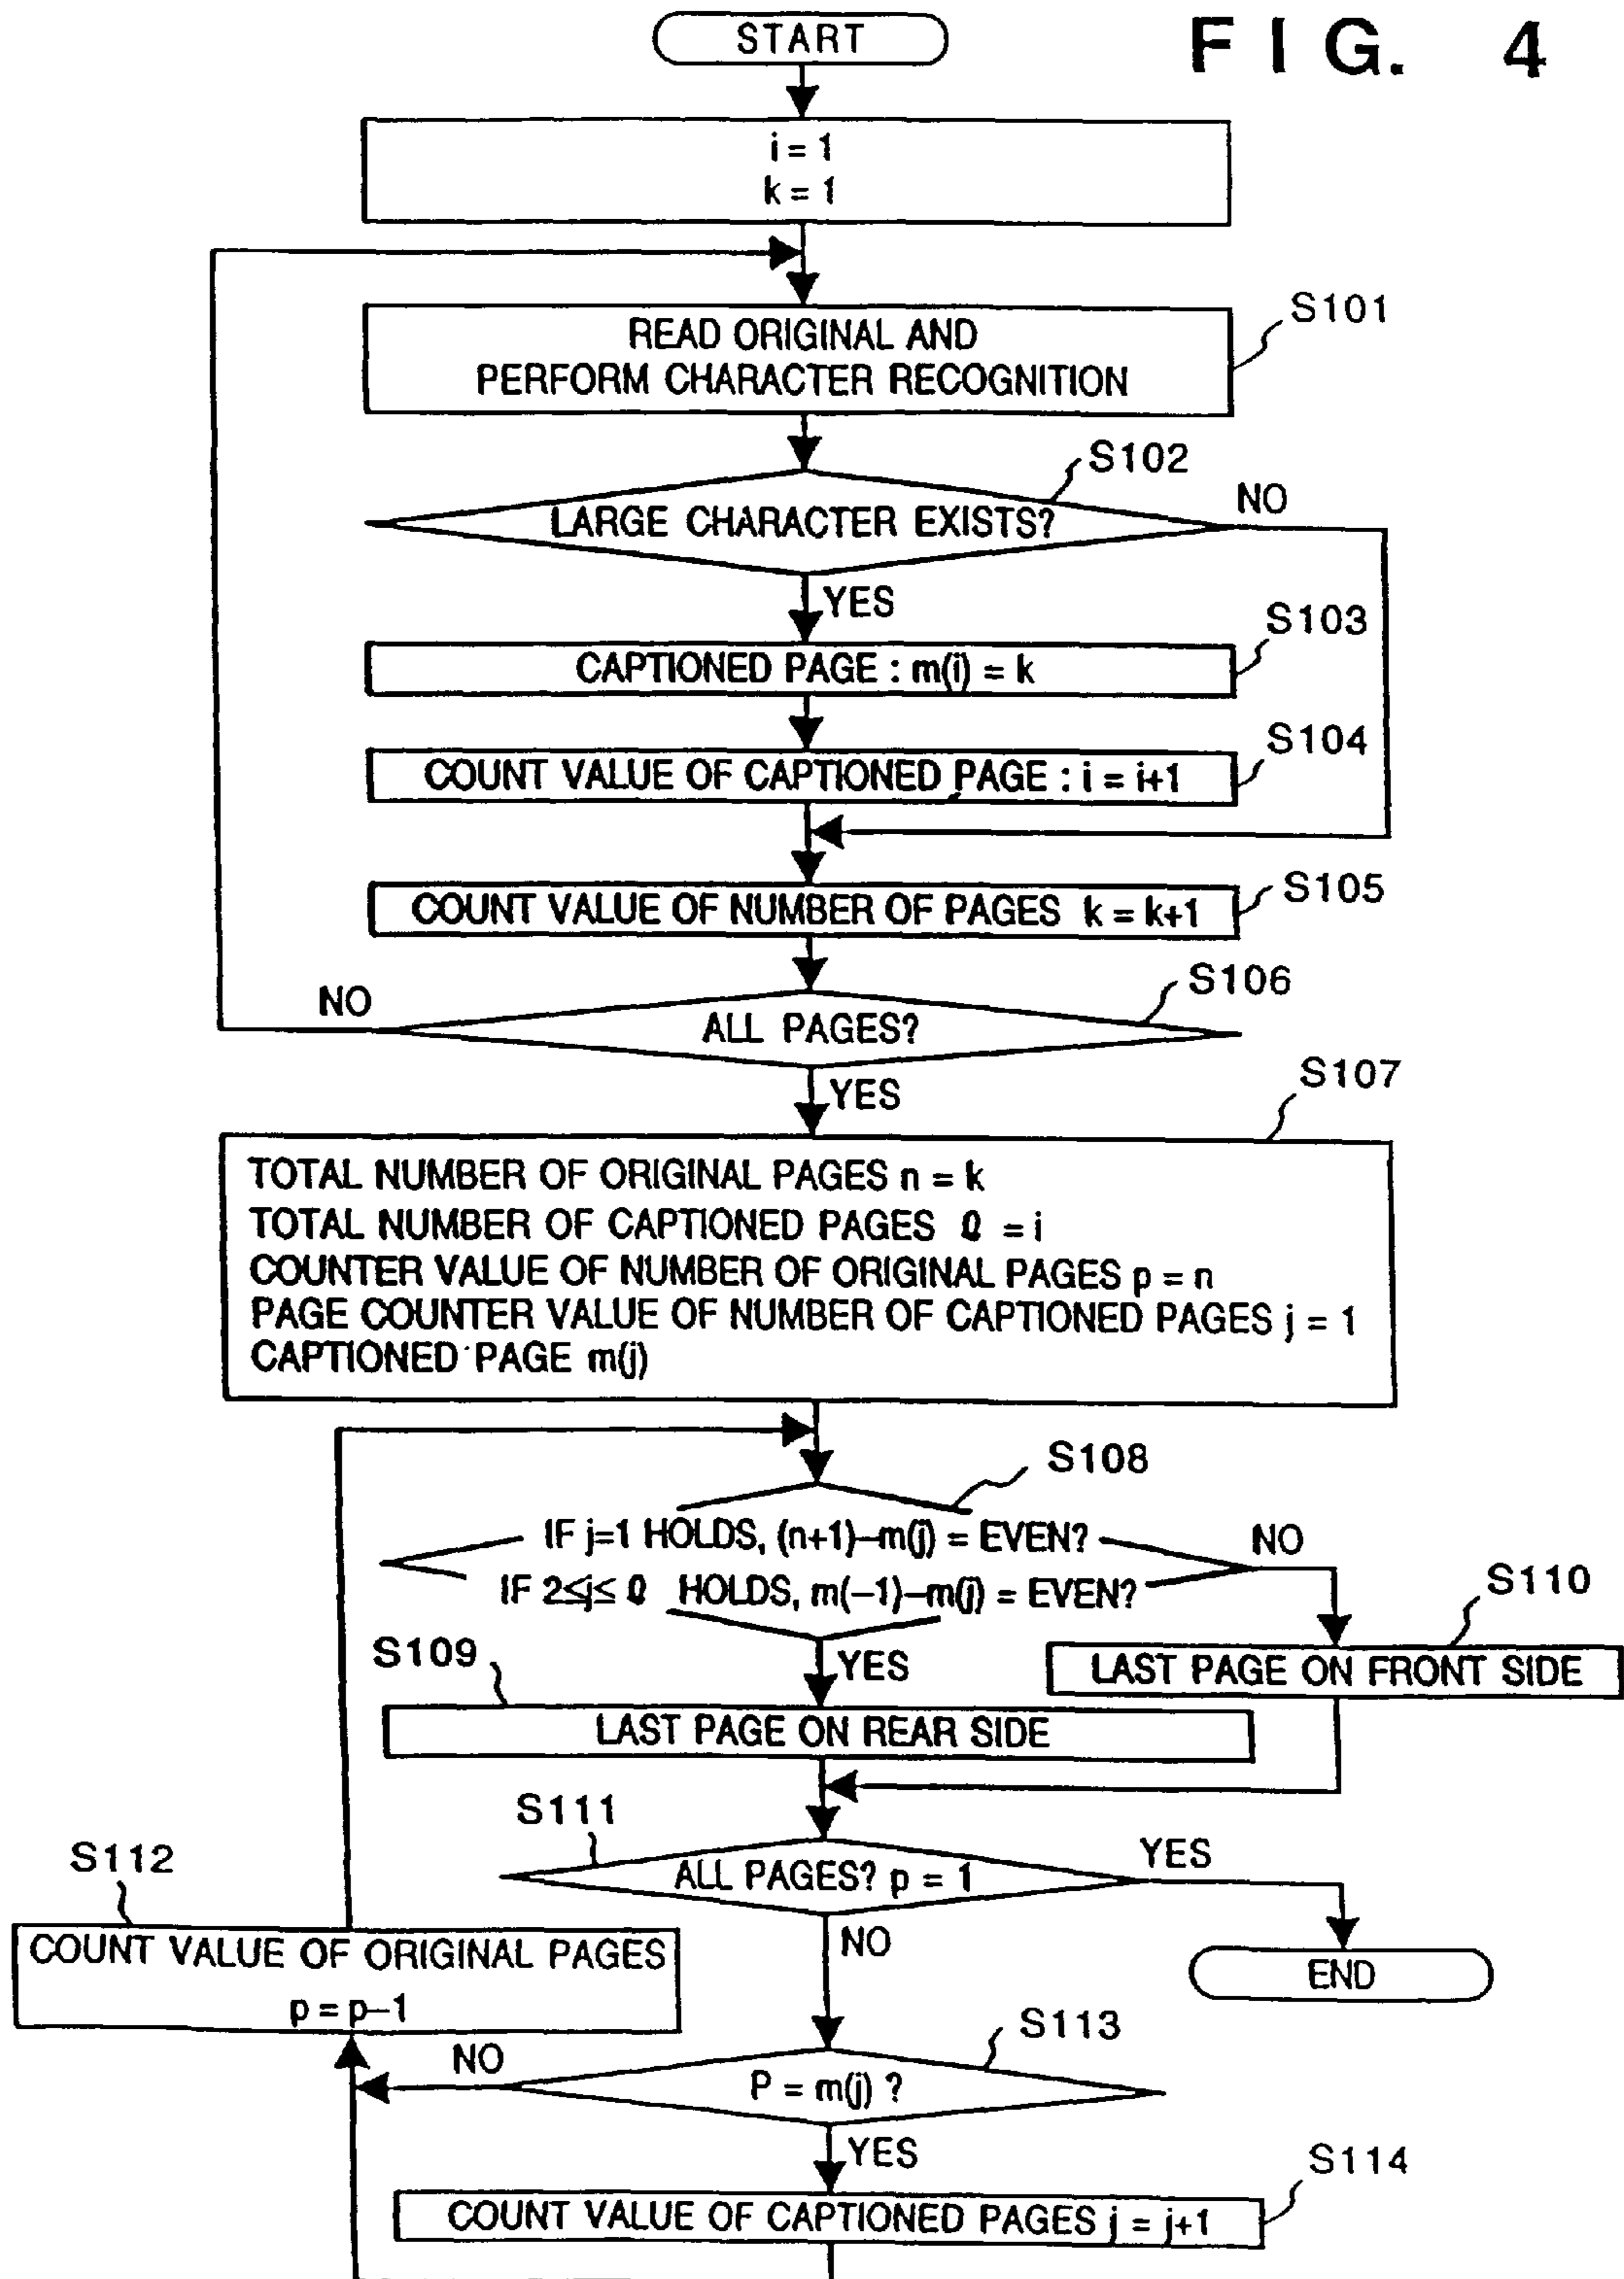 FIG. 4
START
i = 1
k = 1
S101
READ ORIGINAL AND
PERFORM CHARACTER RECOGNITION
S102
LARGE CHARACTER EXISTS?
NO
YES
S103
CAPTIONED PAGE : m(i) = k
S104
COUNT VALUE OF CAPTIONED PAGE : i = i+1
S105
COUNT VALUE OF NUMBER OF PAGES k = k+1
S106
ALL PAGES?
NO
YES
S107
TOTAL NUMBER OF ORIGINAL PAGES n = k
TOTAL NUMBER OF CAPTIONED PAGES ℓ = i
COUNTER VALUE OF NUMBER OF ORIGINAL PAGES p = n
PAGE COUNTER VALUE OF NUMBER OF CAPTIONED PAGES j = 1
CAPTIONED PAGE m(j)
S108
IF j=1 HOLDS, (n+1)–m(j) = EVEN?
IF 2≤j≤ ℓ HOLDS, m(–1)–m(j) = EVEN?
NO
YES
S110
LAST PAGE ON FRONT SIDE
S109
LAST PAGE ON REAR SIDE
S111
ALL PAGES? p = 1
YES
NO
END
S112
COUNT VALUE OF ORIGINAL PAGES
p = p–1
S113
P = m(j) ?
NO
YES
S114
COUNT VALUE OF CAPTIONED PAGES j = j+1